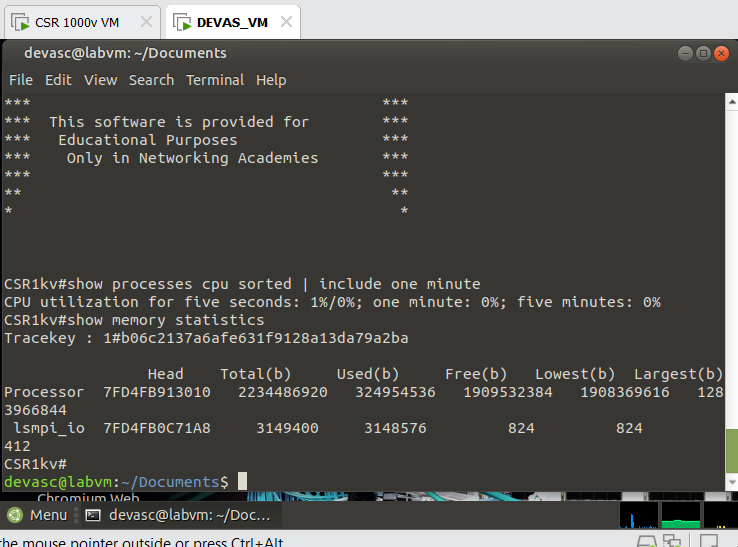 CSR 1000v VM
DEVAS_VM
devasc@labvm: ~/Documents
File Edit View Search Terminal Help
*** ***
*** This software is provided for ***
*** Educational Purposes ***
*** Only in Networking Academies ***
*** ***
** **
* *
CSR1kv#show processes cpu sorted | include one minute
CPU utilization for five seconds: 1%/0%; one minute: 0%; five minutes: 0%
CSR1kv#show memory statistics
Tracekey : 1#b06c2137a6afe631f9128a13da79a2ba
Head Total(b) Used(b) Free(b) Lowest(b) Largest(b)
Processor 7FD4FB913010 2234486920 324954536 1909532384 1908369616 128
3966844
lsmpi_io 7FD4FB0C71A8 3149400 3148576 824 824
412
CSR1kv#
devasc@labvm:~/Documents$
Chromium Web
Menu devasc@labvm: ~/Doc...
the mouse pointer outside or press Ctrl+Alt.